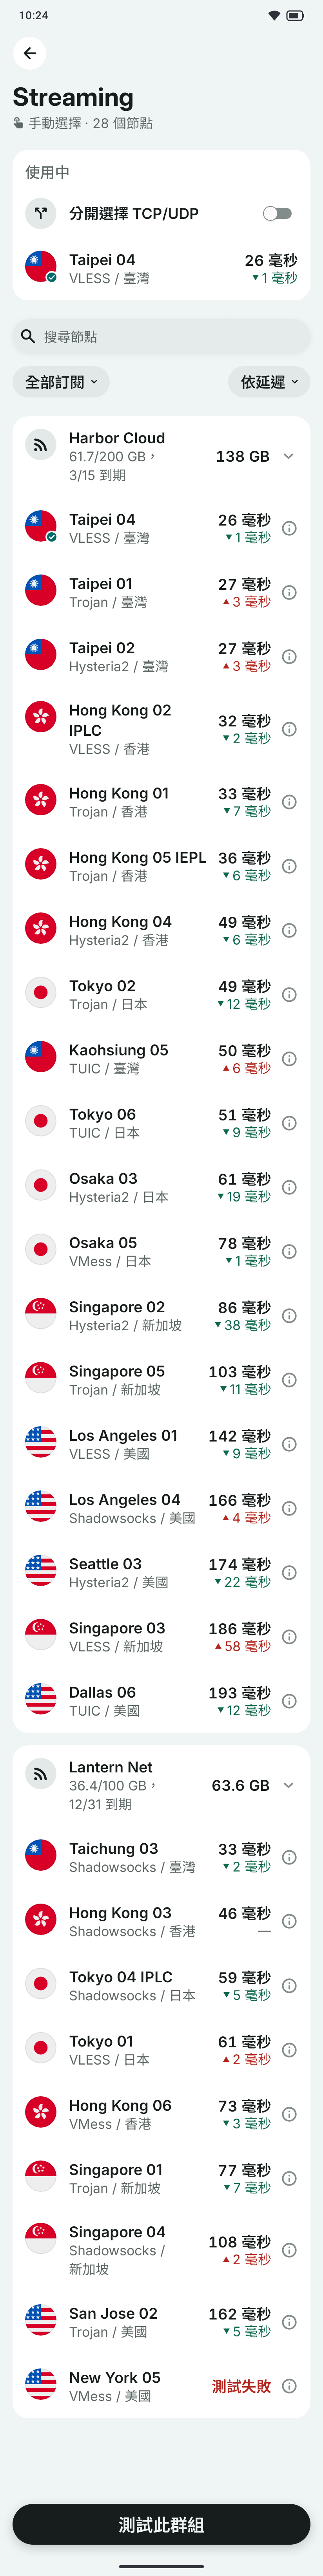 10:24
Streaming
手動選擇 · 28 個節點
使用中
分開選擇 TCP/UDP
Taipei 04
26 毫秒
VLESS / 臺灣
▼1 毫秒
搜尋節點
全部訂閱
依延遲
Harbor Cloud
61.7/200 GB，
3/15 到期
138 GB
Taipei 04
26 毫秒
VLESS / 臺灣
▼1 毫秒
Taipei 01
27 毫秒
Trojan / 臺灣
▲3 毫秒
Taipei 02
27 毫秒
Hysteria2 / 臺灣
▲3 毫秒
Hong Kong 02
IPLC
32 毫秒
VLESS / 香港
▼2 毫秒
Hong Kong 01
33 毫秒
Trojan / 香港
▼7 毫秒
Hong Kong 05 IEPL
36 毫秒
Trojan / 香港
▼6 毫秒
Hong Kong 04
49 毫秒
Hysteria2 / 香港
▼6 毫秒
Tokyo 02
49 毫秒
Trojan / 日本
▼12 毫秒
Kaohsiung 05
50 毫秒
TUIC / 臺灣
▲6 毫秒
Tokyo 06
51 毫秒
TUIC / 日本
▼9 毫秒
Osaka 03
61 毫秒
Hysteria2 / 日本
▼19 毫秒
Osaka 05
78 毫秒
VMess / 日本
▼1 毫秒
Singapore 02
86 毫秒
Hysteria2 / 新加坡
▼38 毫秒
Singapore 05
103 毫秒
Trojan / 新加坡
▼11 毫秒
Los Angeles 01
142 毫秒
VLESS / 美國
▼9 毫秒
Los Angeles 04
166 毫秒
Shadowsocks / 美國
▲4 毫秒
Seattle 03
174 毫秒
Hysteria2 / 美國
▼22 毫秒
Singapore 03
186 毫秒
VLESS / 新加坡
▲58 毫秒
Dallas 06
193 毫秒
TUIC / 美國
▼12 毫秒
Lantern Net
36.4/100 GB，
12/31 到期
63.6 GB
Taichung 03
33 毫秒
Shadowsocks / 臺灣
▼2 毫秒
Hong Kong 03
46 毫秒
Shadowsocks / 香港
—
Tokyo 04 IPLC
59 毫秒
Shadowsocks / 日本
▼5 毫秒
Tokyo 01
61 毫秒
VLESS / 日本
▲2 毫秒
Hong Kong 06
73 毫秒
VMess / 香港
▼3 毫秒
Singapore 01
77 毫秒
Trojan / 新加坡
▼7 毫秒
Singapore 04
108 毫秒
Shadowsocks /
新加坡
▲2 毫秒
San Jose 02
162 毫秒
Trojan / 美國
▼5 毫秒
New York 05
測試失敗
VMess / 美國
測試此群組